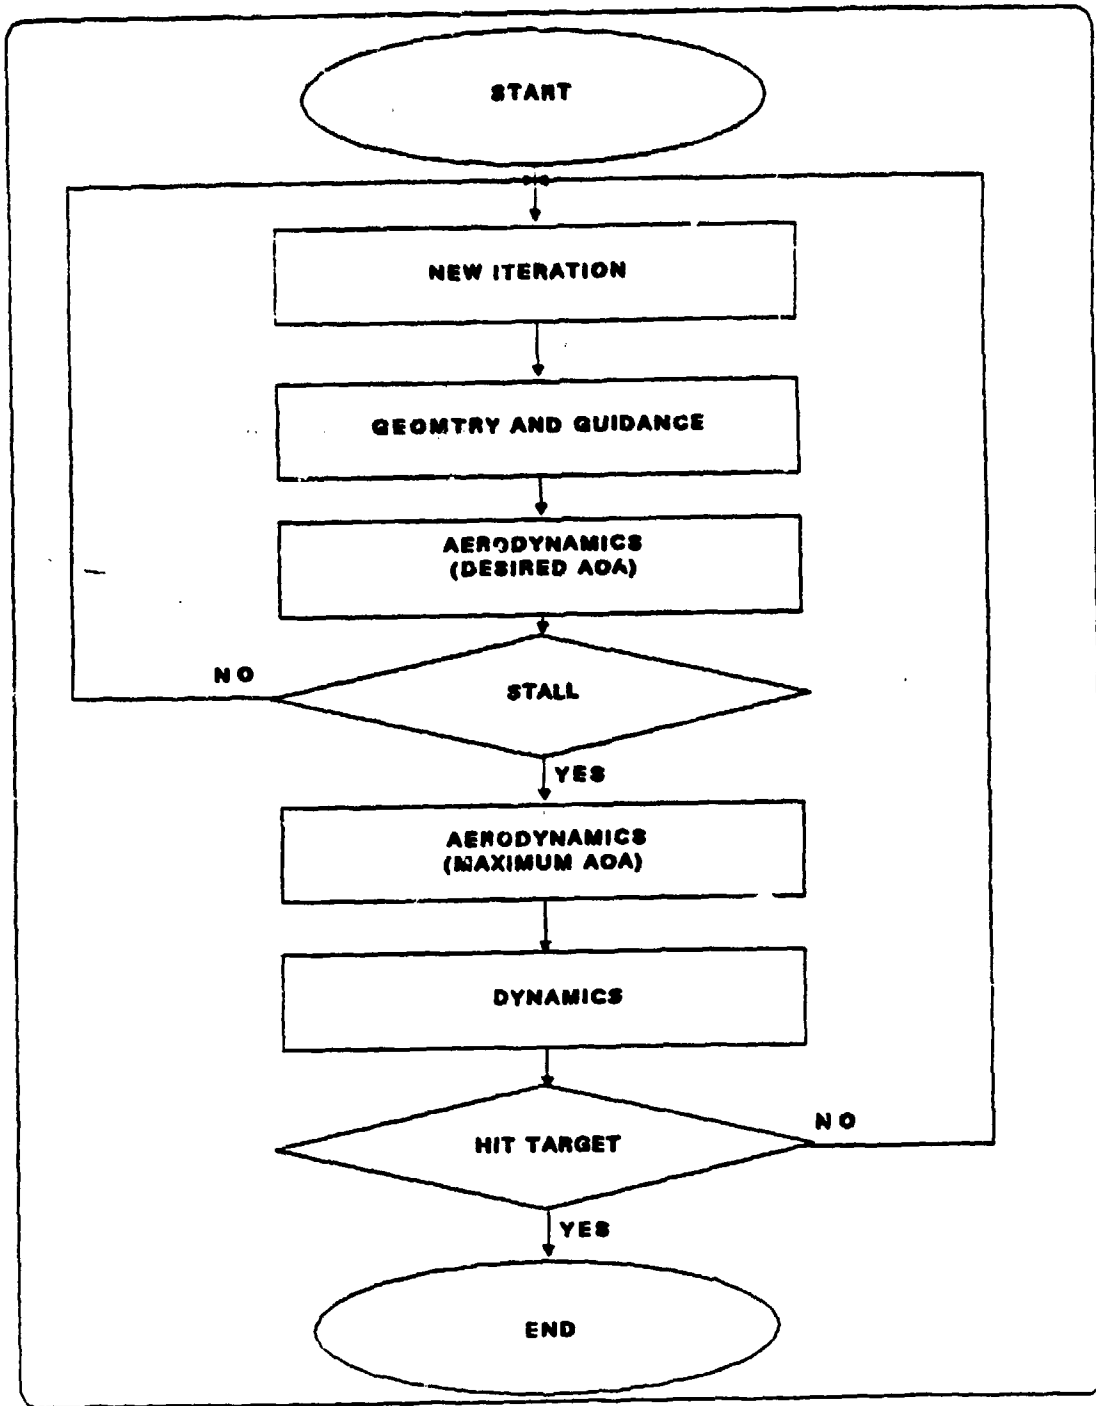 START
NEW ITERATION
GEOMTRY AND GUIDANCE
AERODYNAMICS
(DESIRED AOA)
NO
STALL
YES
AERODYNAMICS
(MAXIMUM AOA)
DYNAMICS
HIT TARGET
NO
YES
END